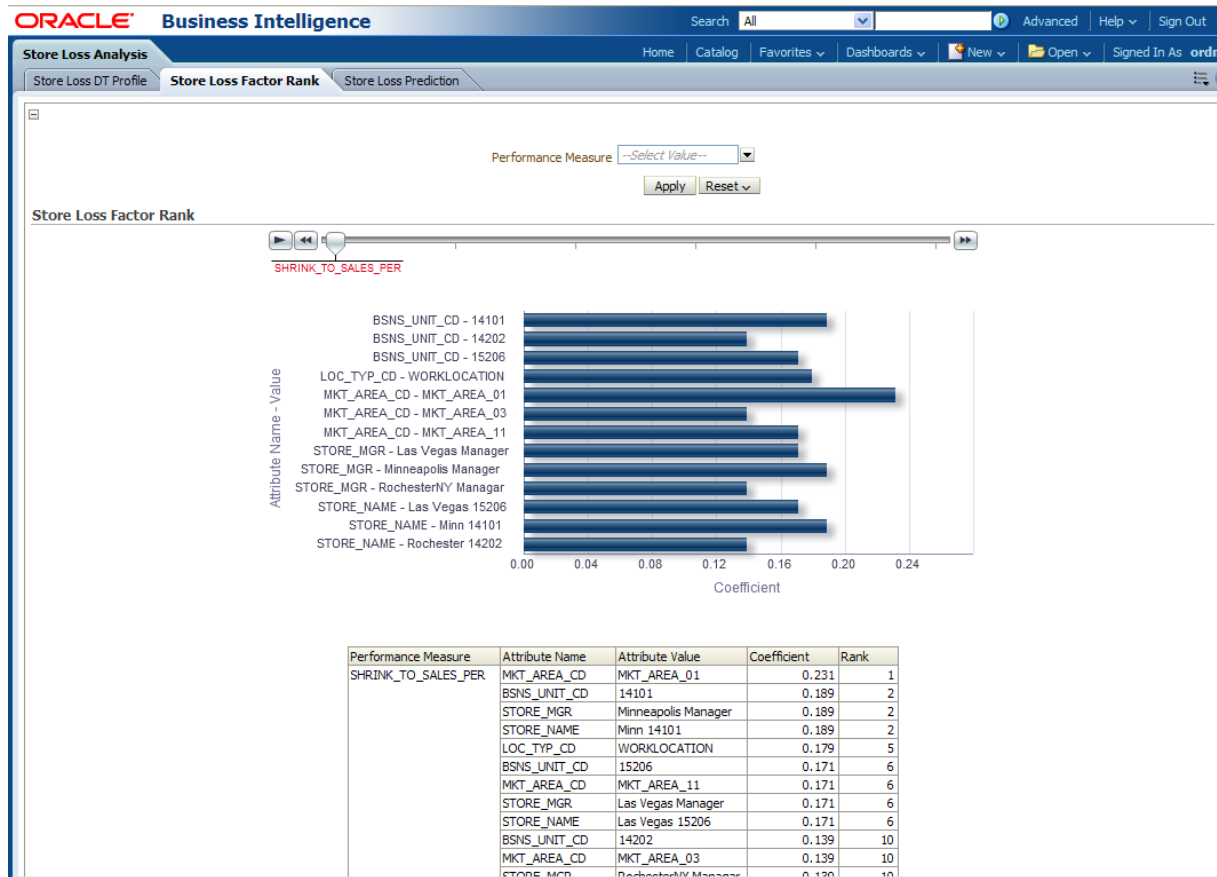 ORACLE Business Intelligence Search All Advanced Help Sign Out
Store Loss Analysis Home Catalog Favorites Dashboards New Open Signed In As
Store Loss DT Profile Store Loss Factor Rank Store Loss Prediction
Performance Measure --Select Value--
Apply Reset
Store Loss Factor Rank
SHRINK_TO_SALES_PER
Attribute Name - Value
BSNS_UNIT_CD - 14101
BSNS_UNIT_CD - 14202
BSNS_UNIT_CD - 15206
LOC_TYP_CD - WORKLOCATION
MKT_AREA_CD - MKT_AREA_01
MKT_AREA_CD - MKT_AREA_03
MKT_AREA_CD - MKT_AREA_11
STORE_MGR - Las Vegas Manager
STORE_MGR - Minneapolis Manager
STORE_MGR - RochesterNY Managar
STORE_NAME - Las Vegas 15206
STORE_NAME - Minn 14101
STORE_NAME - Rochester 14202
0.00 0.04 0.08 0.12 0.16 0.20 0.24
Coefficient
Performance Measure Attribute Name Attribute Value Coefficient Rank
SHRINK_TO_SALES_PER MKT_AREA_CD MKT_AREA_01 0.231 1
BSNS_UNIT_CD 14101 0.189 2
STORE_MGR Minneapolis Manager 0.189 2
STORE_NAME Minn 14101 0.189 2
LOC_TYP_CD WORKLOCATION 0.179 5
BSNS_UNIT_CD 15206 0.171 6
MKT_AREA_CD MKT_AREA_11 0.171 6
STORE_MGR Las Vegas Manager 0.171 6
STORE_NAME Las Vegas 15206 0.171 6
BSNS_UNIT_CD 14202 0.139 10
MKT_AREA_CD MKT_AREA_03 0.139 10
STORE_MGR RochesterNY Managar 0.139 10